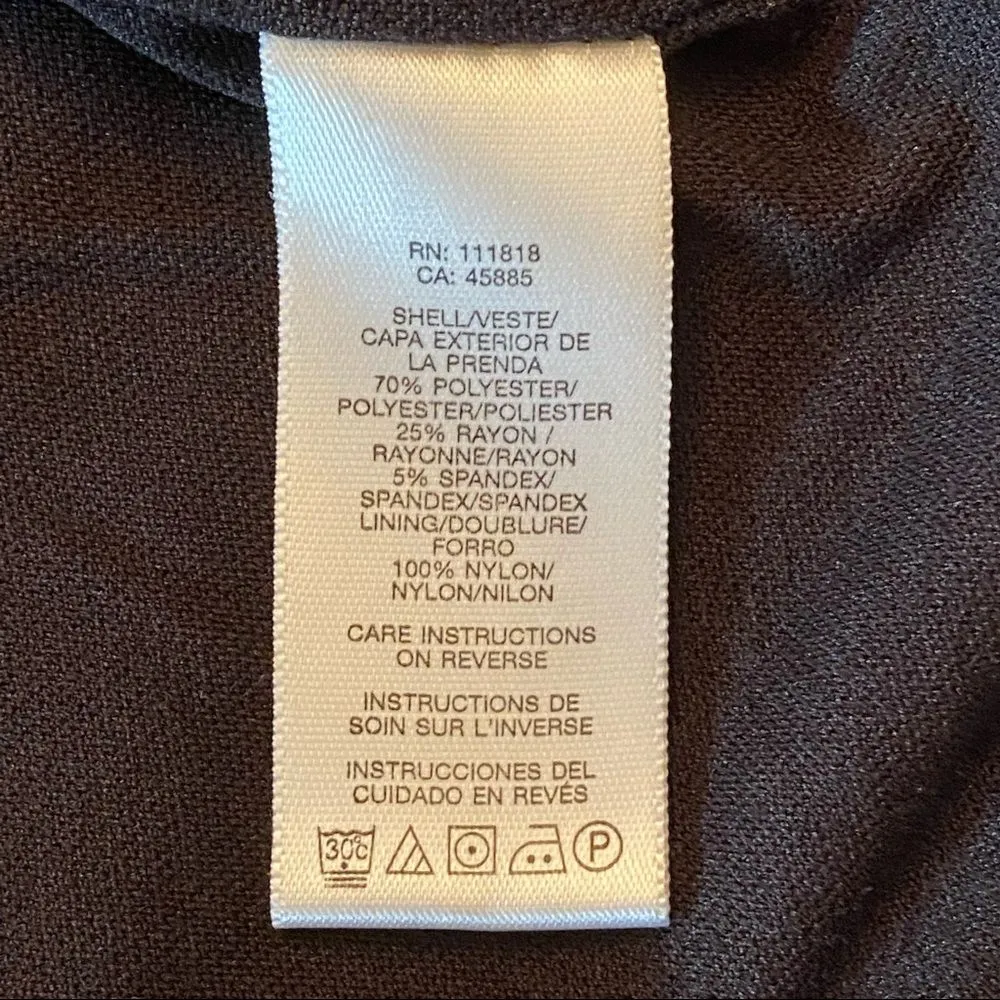 RN: 111818
CA: 45885
SHELL/VESTE/
CAPA EXTERIOR DE
LA PRENDA
70% POLYESTER/
POLYESTER/POLIESTER
25% RAYON /
RAYONNE/RAYON
5% SPANDEX/
SPANDEX/SPANDEX
LINING/DOUBLURE/
FORRO
100% NYLON/
NYLON/NILON
CARE INSTRUCTIONS
ON REVERSE
INSTRUCTIONS DE
SOIN SUR L'INVERSE
INSTRUCCIONES DEL
CUIDADO EN REVÉS
30°C P